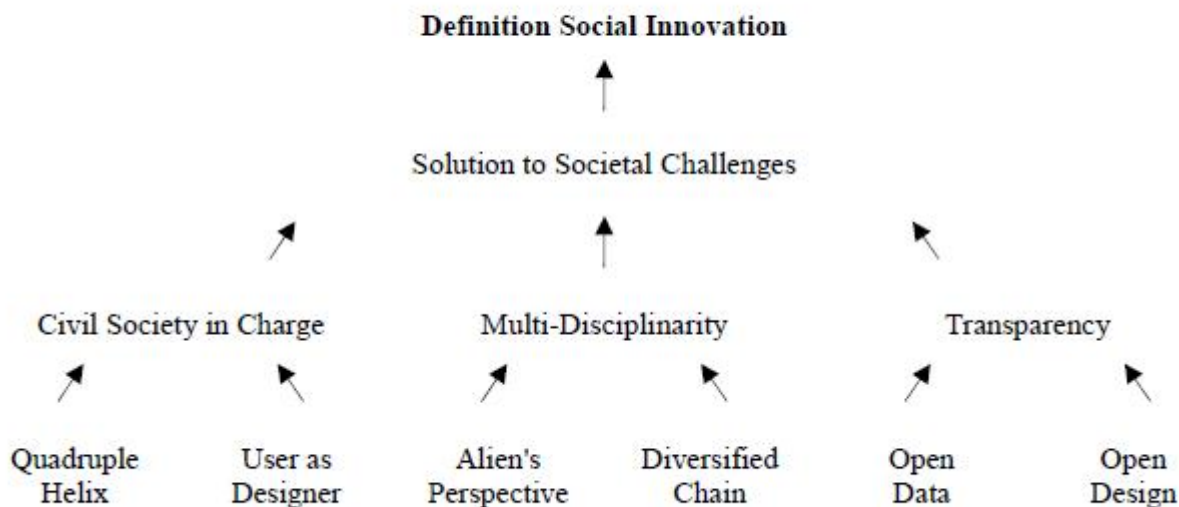 Definition Social Innovation
Solution to Societal Challenges
Civil Society in Charge
Multi-Disciplinarity
Transparency
Quadruple
Helix
User as
Designer
Alien's
Perspective
Diversified
Chain
Open
Data
Open
Design